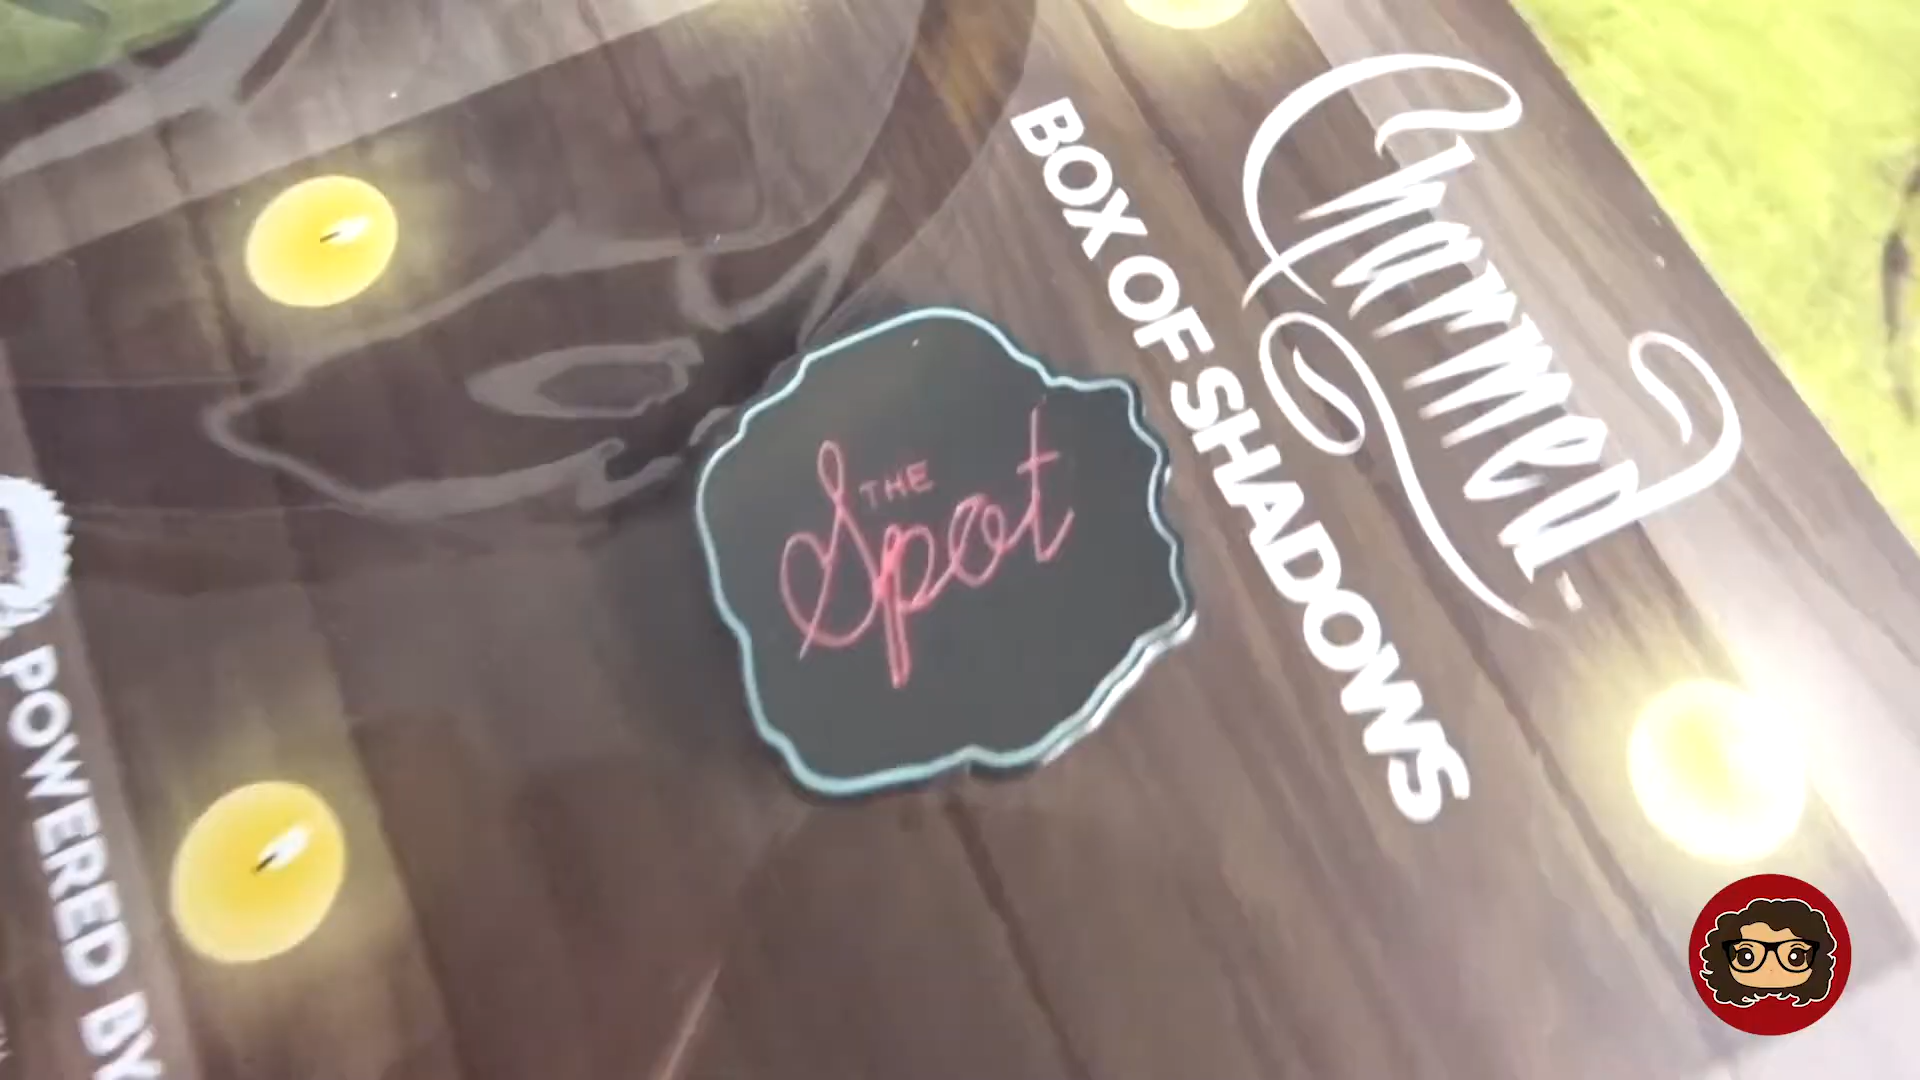 Charmed
BOX OF SHADOWS
THE
Spot
POWERED BY